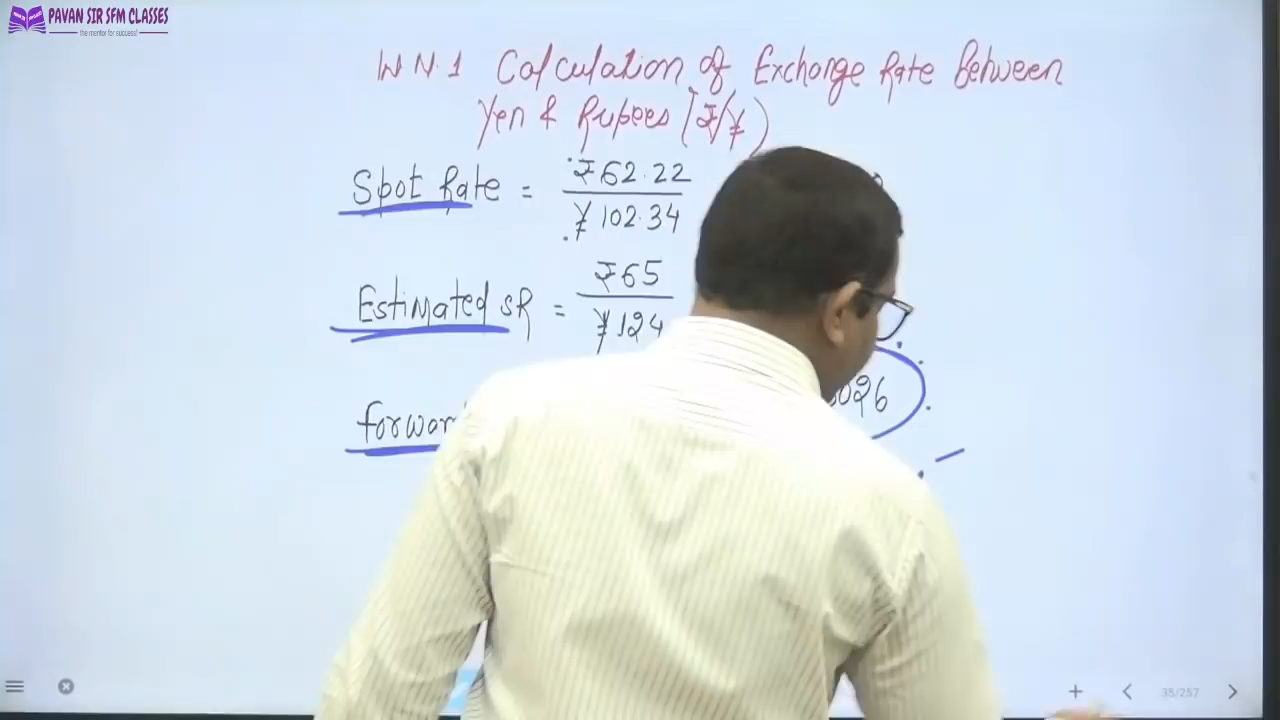 PAVAN SIR SFM CLASSES
the mentor for success!
W N.1 Calculation of Exchange Rate Between
Yen & Rupees (₹/¥)
Spot Rate = ₹62.22
¥102.34
Estimated SR = ₹65
¥124
026
35/257